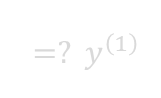 =? y^(1)